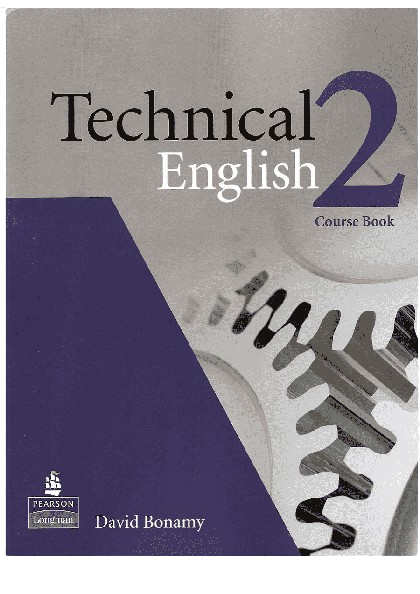 Technical
English 2
Course Book
PEARSON
Longman
David Bonamy